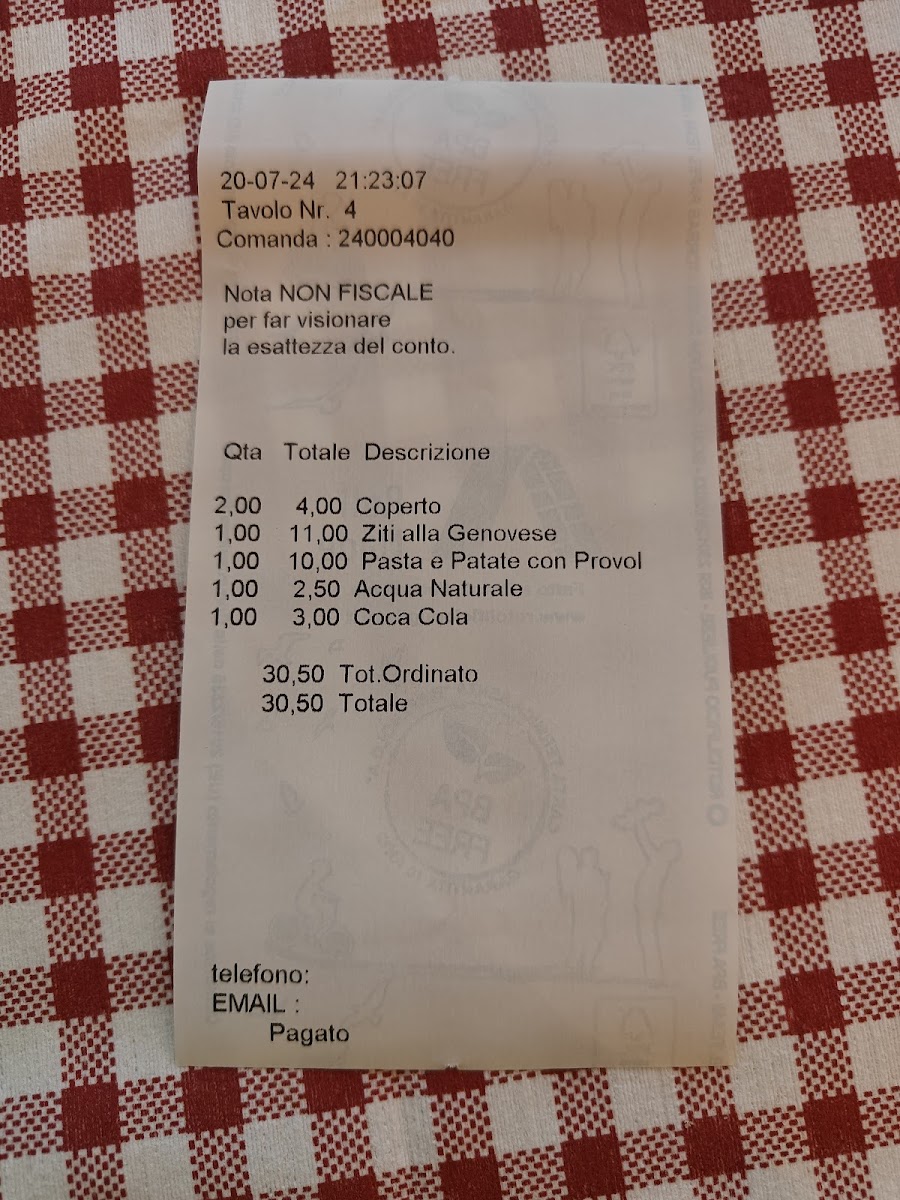 20-07-24 21:23:07
Tavolo Nr. 4
Comanda : 240004040
Nota NON FISCALE
per far visionare
la esattezza del conto.
Qta Totale Descrizione
2,00 4,00 Coperto
1,00 11,00 Ziti alla Genovese
1,00 10,00 Pasta e Patate con Provol
1,00 2,50 Acqua Naturale
1,00 3,00 Coca Cola
30,50 Tot.Ordinato
30,50 Totale
BPA
FREE
telefono:
EMAIL :
Pagato